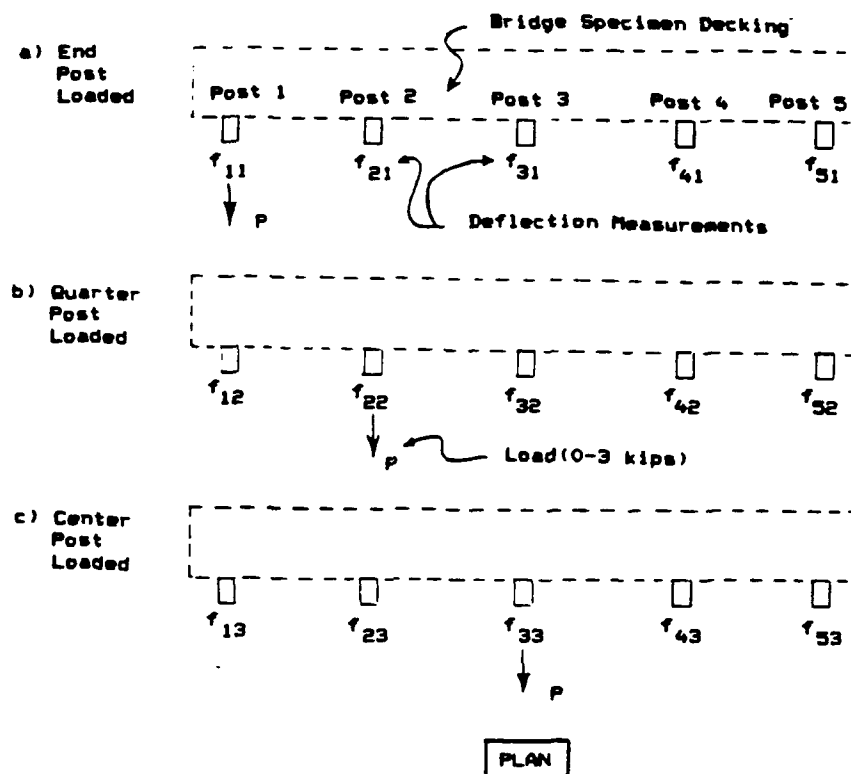 Bridge Specimen Decking
a) End
Post
Loaded
Post 1 Post 2 Post 3 Post 4 Post 5
f11 f21 f31 f41 f51
P
Deflection Measurements
b) Quarter
Post
Loaded
f12 f22 f32 f42 f52
P Load(0-3 kips)
c) Center
Post
Loaded
f13 f23 f33 f43 f53
P
PLAN